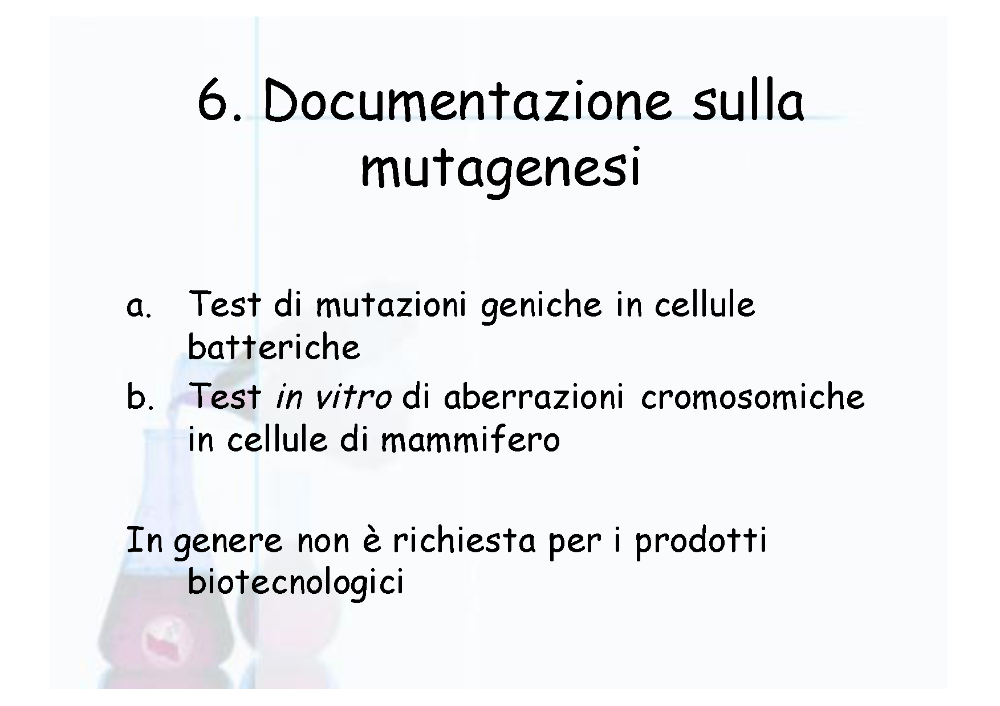 6. Documentazione sulla
mutagenesi
a. Test di mutazioni geniche in cellule
batteriche
b. Test in vitro di aberrazioni cromosomiche
in cellule di mammifero
In genere non è richiesta per i prodotti
biotecnologici